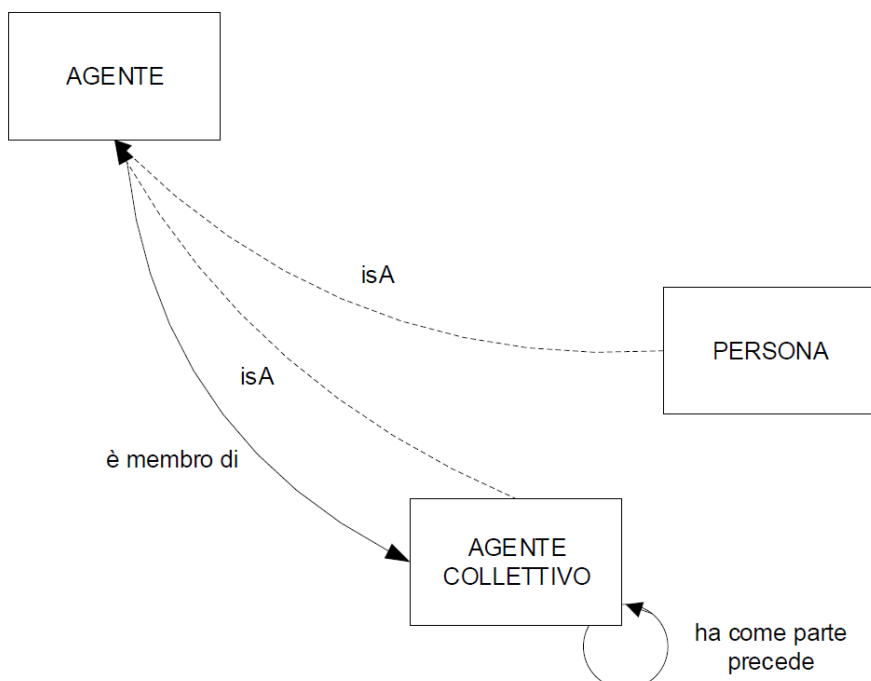 AGENTE
isA
PERSONA
isA
è membro di
AGENTE
COLLETTIVO
ha come parte
precede